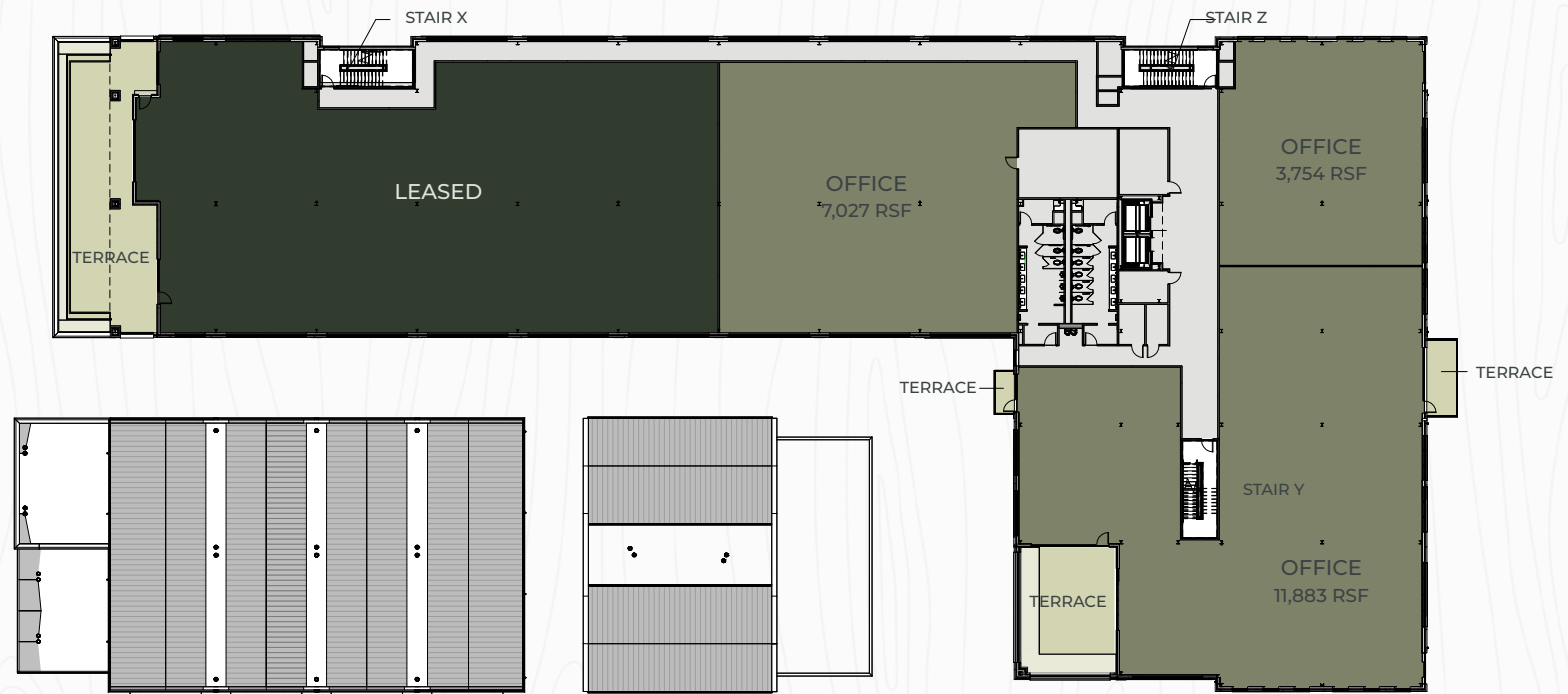 STAIR X
STAIR Z
OFFICE
3,754 RSF
LEASED
OFFICE
7,027 RSF
TERRACE
TERRACE
TERRACE
STAIR Y
OFFICE
11,883 RSF
TERRACE